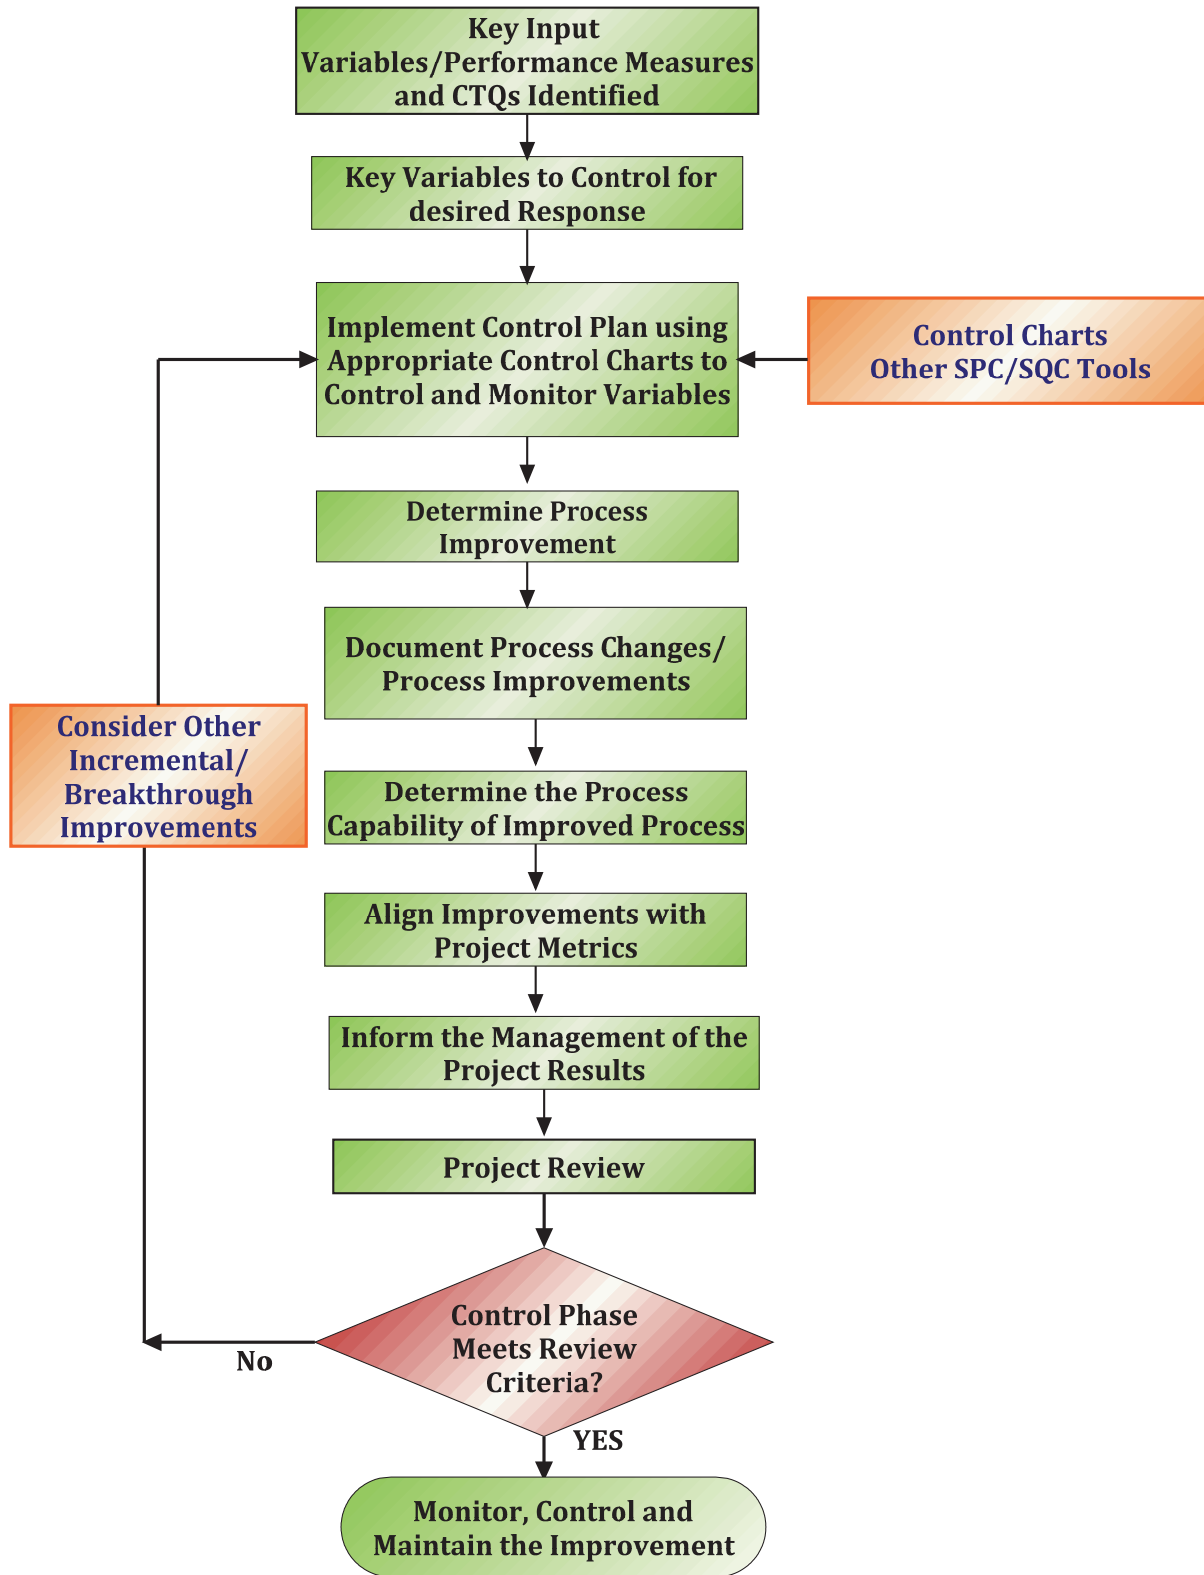 Key Input
Variables/Performance Measures
and CTQs Identified
Key Variables to Control for
desired Response
Implement Control Plan using
Appropriate Control Charts to
Control and Monitor Variables
Control Charts
Other SPC/SQC Tools
Determine Process
Improvement
Document Process Changes/
Process Improvements
Consider Other
Incremental/
Breakthrough
Improvements
Determine the Process
Capability of Improved Process
Align Improvements with
Project Metrics
Inform the Management of the
Project Results
Project Review
Control Phase
Meets Review
Criteria?
No
YES
Monitor, Control and
Maintain the Improvement